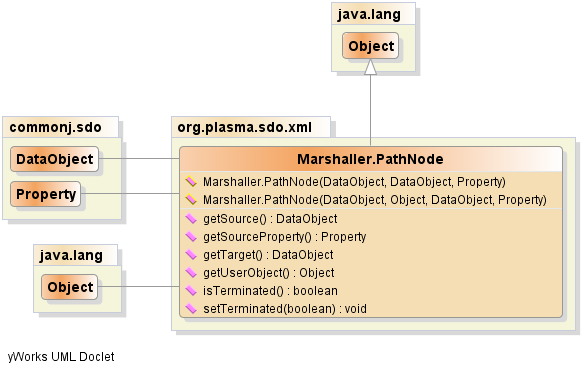 java.lang
Object
commonj.sdo
DataObject
Property
org.plasma.sdo.xml
Marshaller.PathNode
Marshaller.PathNode(DataObject, DataObject, Property)
Marshaller.PathNode(DataObject, Object, DataObject, Property)
getSource() : DataObject
getSourceProperty() : Property
getTarget() : DataObject
getUserObject() : Object
isTerminated() : boolean
setTerminated(boolean) : void
java.lang
Object
yWorks UML Doclet